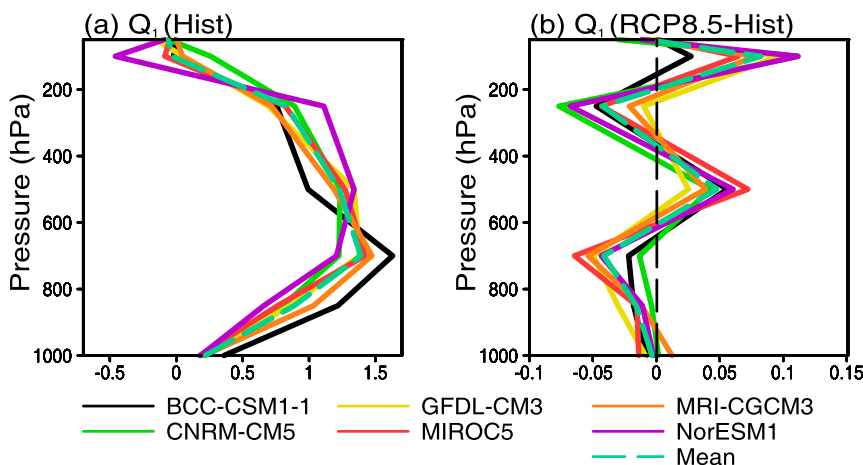 (a) Q₁ (Hist)
(b) Q₁ (RCP8.5-Hist)
Pressure (hPa)
200
400
600
800
1000
-0.5 0 0.5 1 1.5
Pressure (hPa)
200
400
600
800
1000
-0.1 -0.05 0 0.05 0.1 0.15
BCC-CSM1-1 GFDL-CM3 MRI-CGCM3
CNRM-CM5 MIROC5 NorESM1
Mean